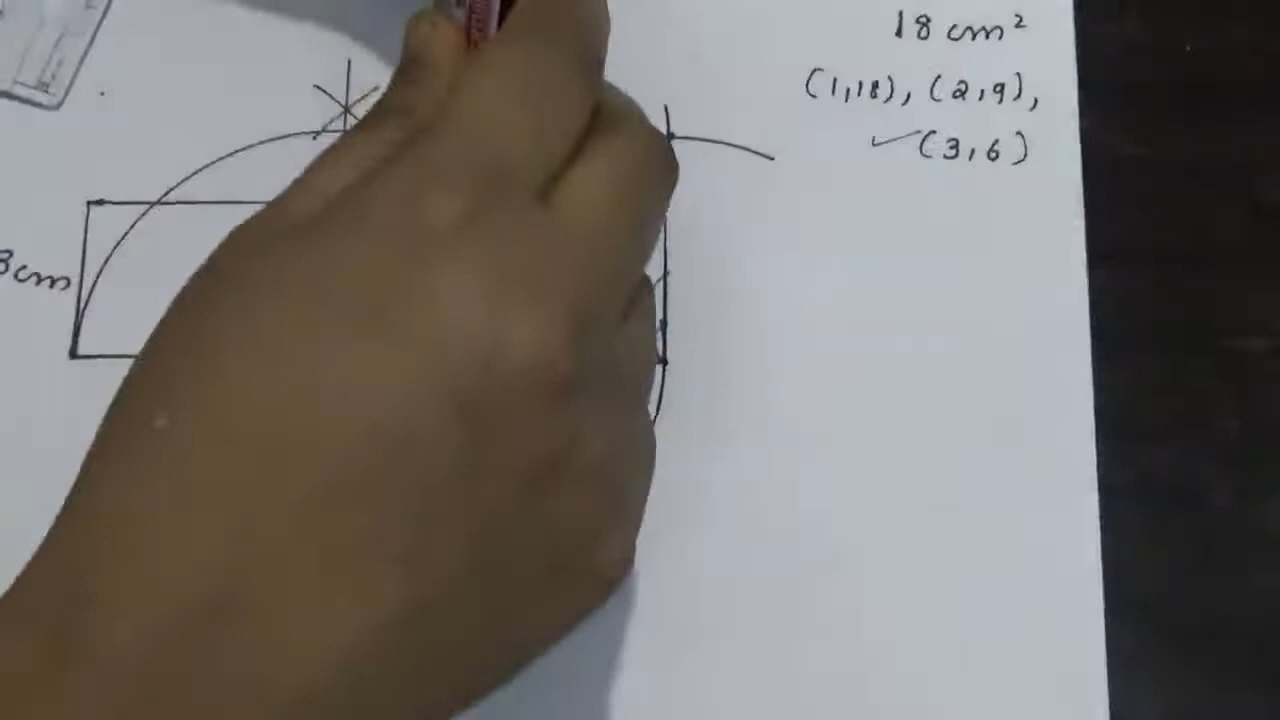 18 cm²
(1,18), (2,9),
✓(3,6)
3cm